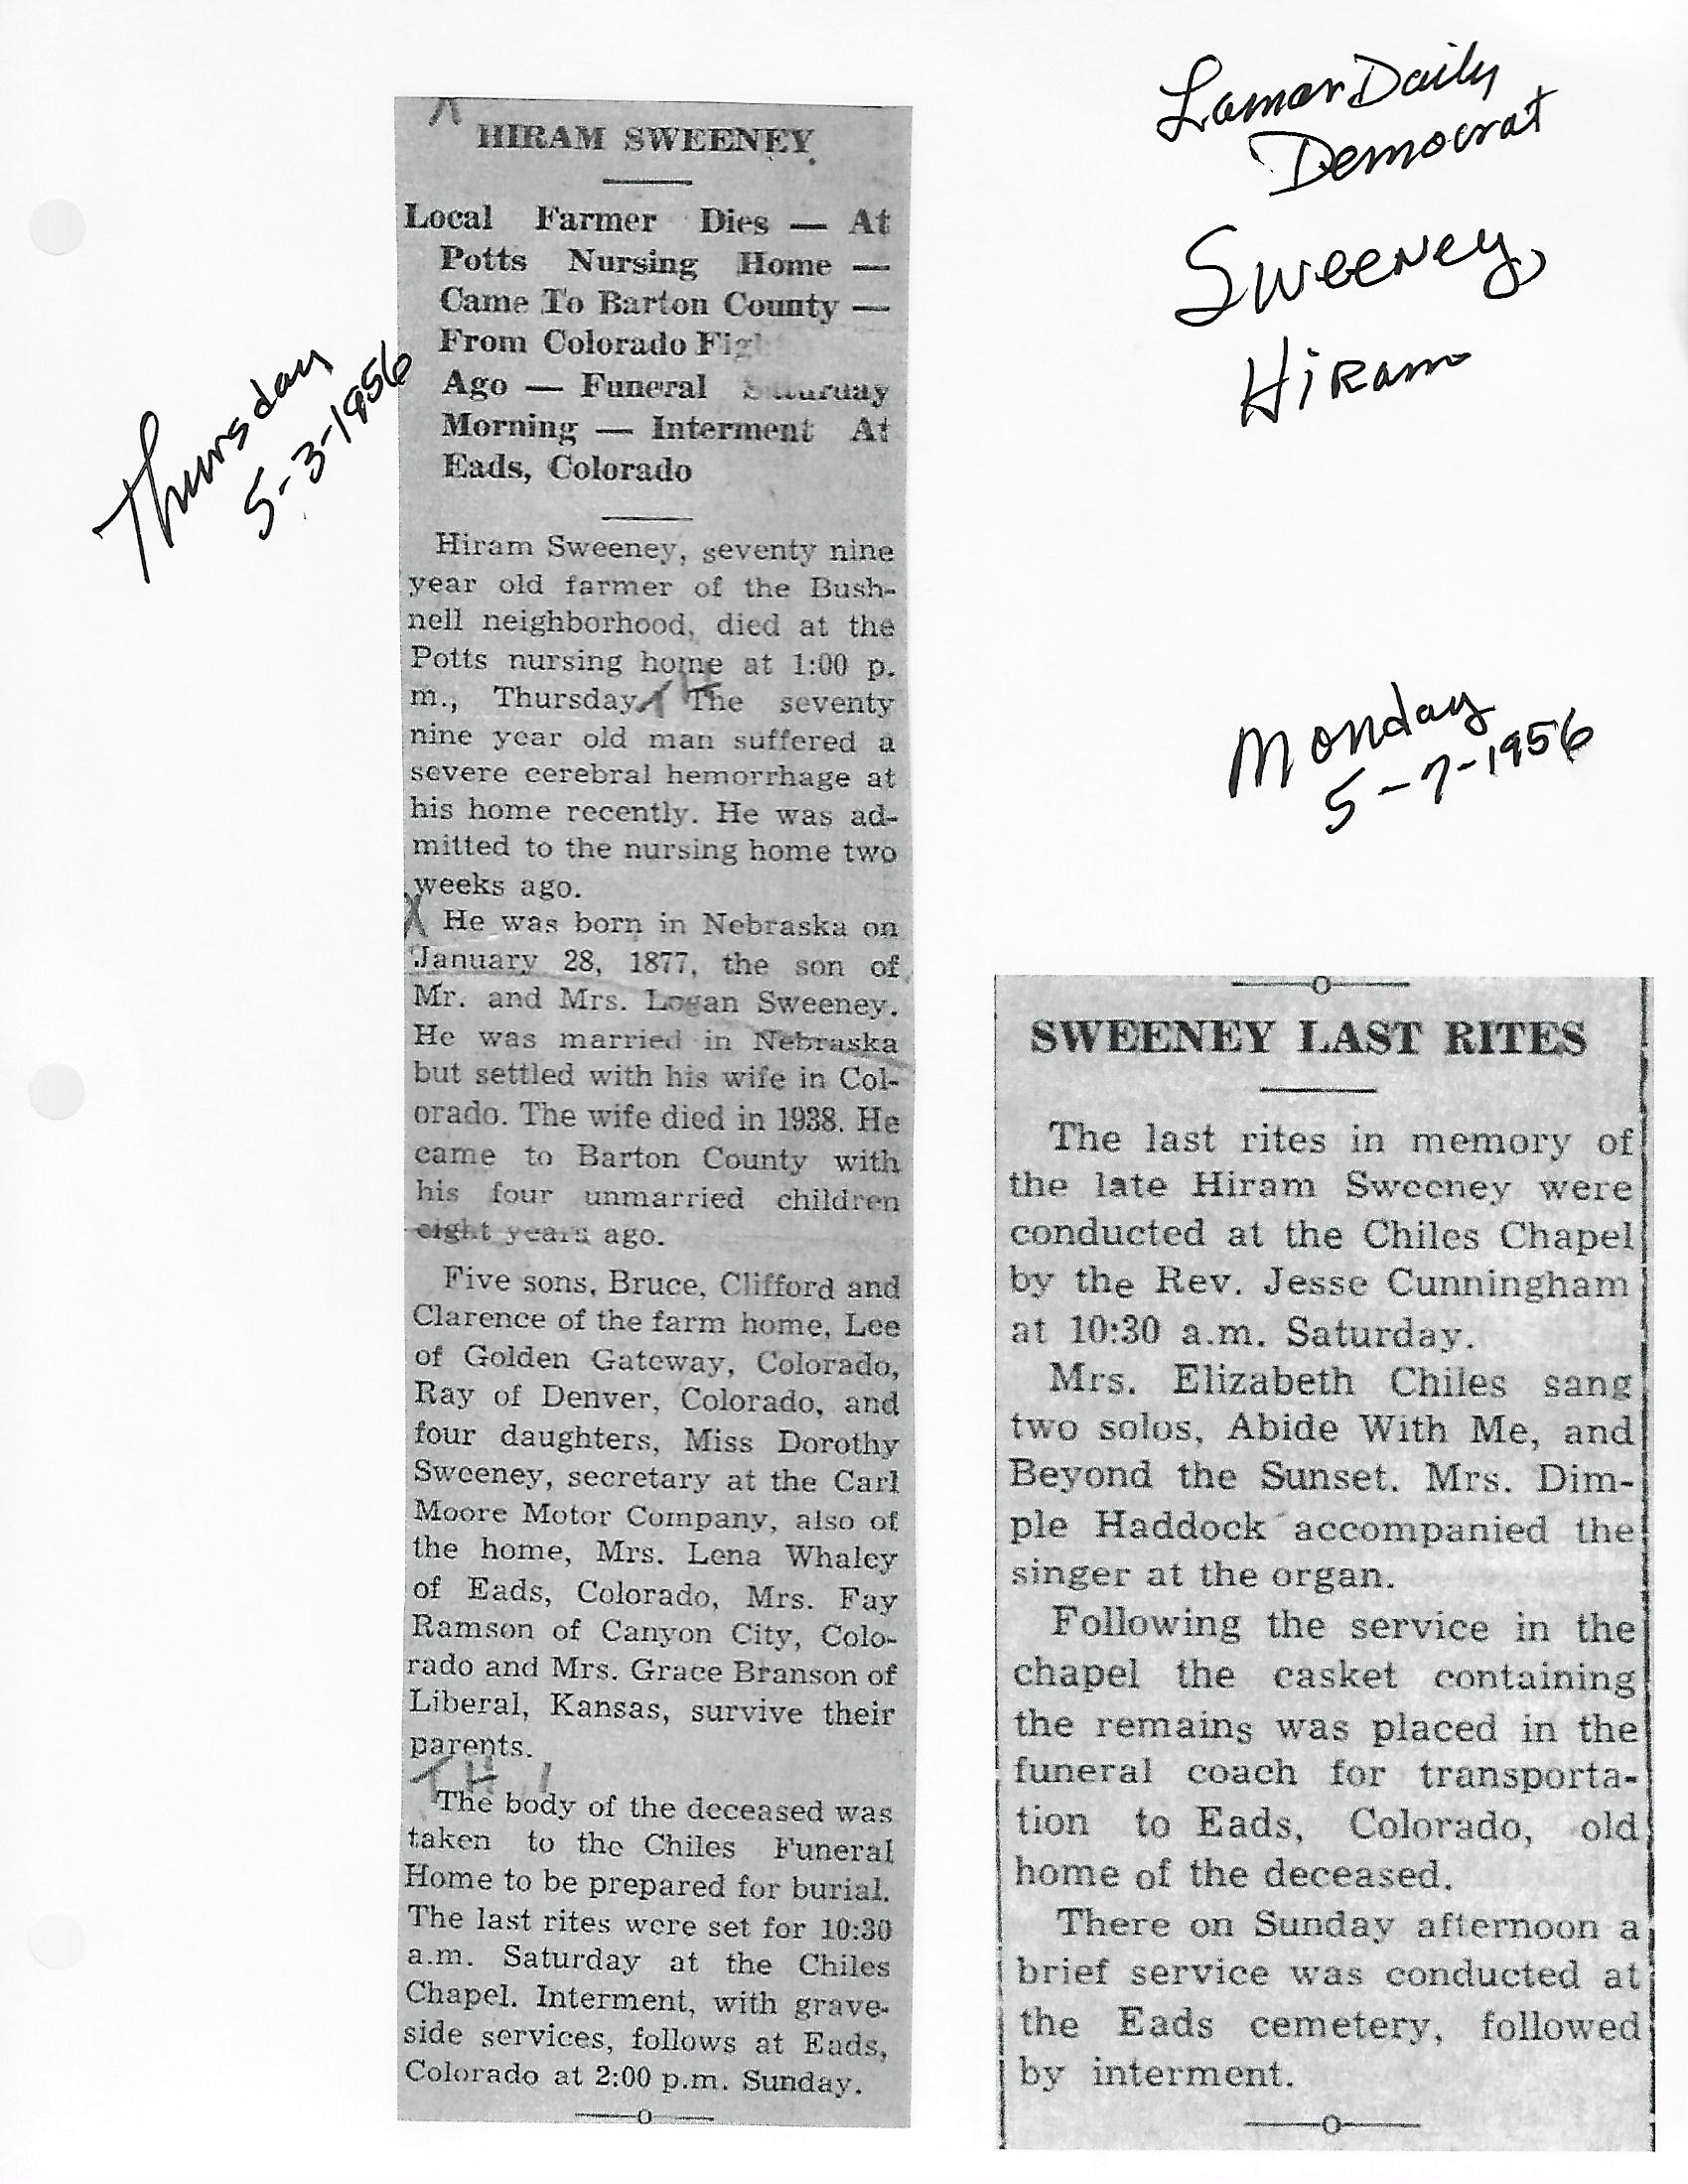 Lamar Daily
Democrat
Sweeney,
Hiram
Thursday
5-3-1956
X
HIRAM SWEENEY
Local Farmer Dies — At
Potts Nursing Home —
Came To Barton County —
From Colorado
Ago — Funeral Saturday
Morning — Interment At
Eads, Colorado
Hiram Sweeney, seventy nine
year old farmer of the Bush-
nell neighborhood, died at the
Potts nursing home at 1:00 p.
m., Thursday. The seventy
nine year old man suffered a
severe cerebral hemorrhage at
his home recently. He was ad-
mitted to the nursing home two
weeks ago.
X He was born in Nebraska on
January 28, 1877, the son of
Mr. and Mrs. Logan Sweeney.
He was married in Nebraska
but settled with his wife in Col-
orado. The wife died in 1938. He
came to Barton County with
his four unmarried children
eight years ago.
Five sons, Bruce, Clifford and
Clarence of the farm home, Lee
of Golden Gateway, Colorado,
Ray of Denver, Colorado, and
four daughters, Miss Dorothy
Sweeney, secretary at the Carl
Moore Motor Company, also of
the home, Mrs. Lena Whaley
of Eads, Colorado, Mrs. Fay
Ramson of Canyon City, Colo-
rado and Mrs. Grace Branson of
Liberal, Kansas, survive their
parents.
TH
The body of the deceased was
taken to the Chiles Funeral
Home to be prepared for burial.
The last rites were set for 10:30
a.m. Saturday at the Chiles
Chapel. Interment, with grave-
side services, follows at Eads,
Colorado at 2:00 p.m. Sunday.
Monday
5-7-1956
SWEENEY LAST RITES
The last rites in memory of
the late Hiram Sweeney were
conducted at the Chiles Chapel
by the Rev. Jesse Cunningham
at 10:30 a.m. Saturday.
Mrs. Elizabeth Chiles sang
two solos, Abide With Me, and
Beyond the Sunset. Mrs. Dim-
ple Haddock accompanied the
singer at the organ.
Following the service in the
chapel the casket containing
the remains was placed in the
funeral coach for transporta-
tion to Eads, Colorado, old
home of the deceased.
There on Sunday afternoon a
brief service was conducted at
the Eads cemetery, followed
by interment.